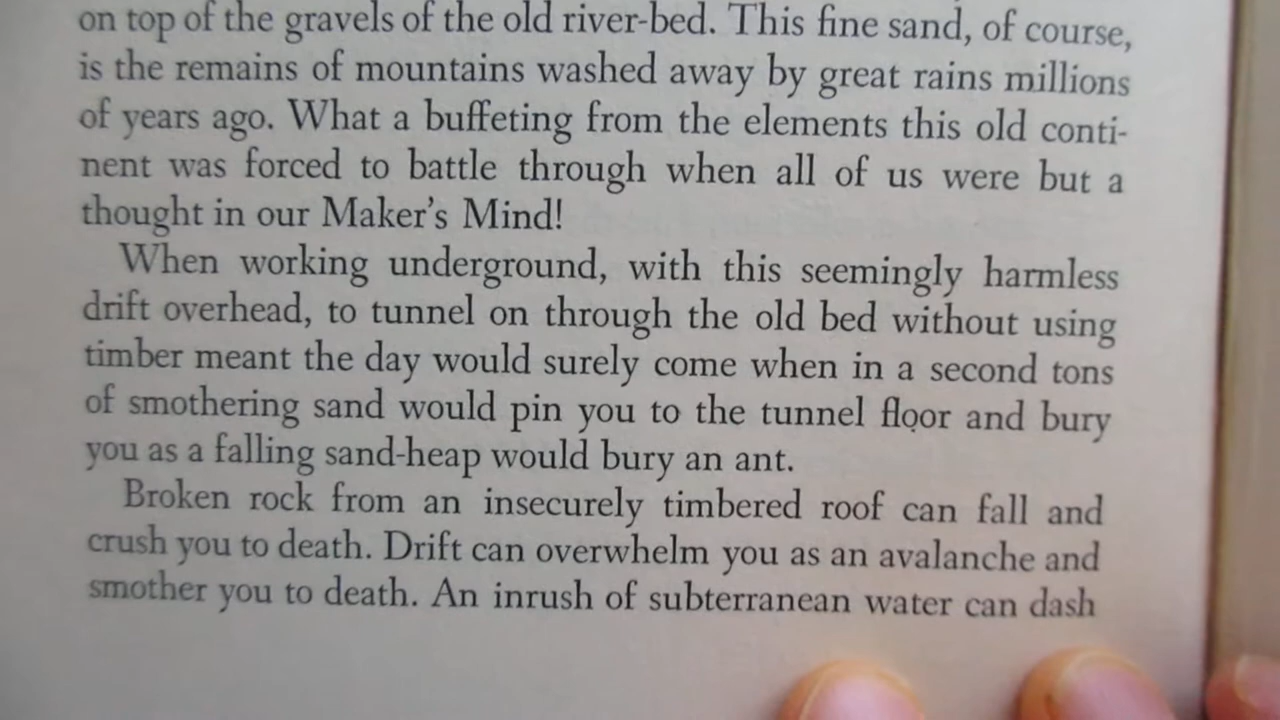 on top of the gravels of the old river-bed. This fine sand, of course,
is the remains of mountains washed away by great rains millions
of years ago. What a buffeting from the elements this old conti-
nent was forced to battle through when all of us were but a
thought in our Maker's Mind!
When working underground, with this seemingly harmless
drift overhead, to tunnel on through the old bed without using
timber meant the day would surely come when in a second tons
of smothering sand would pin you to the tunnel floor and bury
you as a falling sand-heap would bury an ant.
Broken rock from an insecurely timbered roof can fall and
crush you to death. Drift can overwhelm you as an avalanche and
smother you to death. An inrush of subterranean water can dash